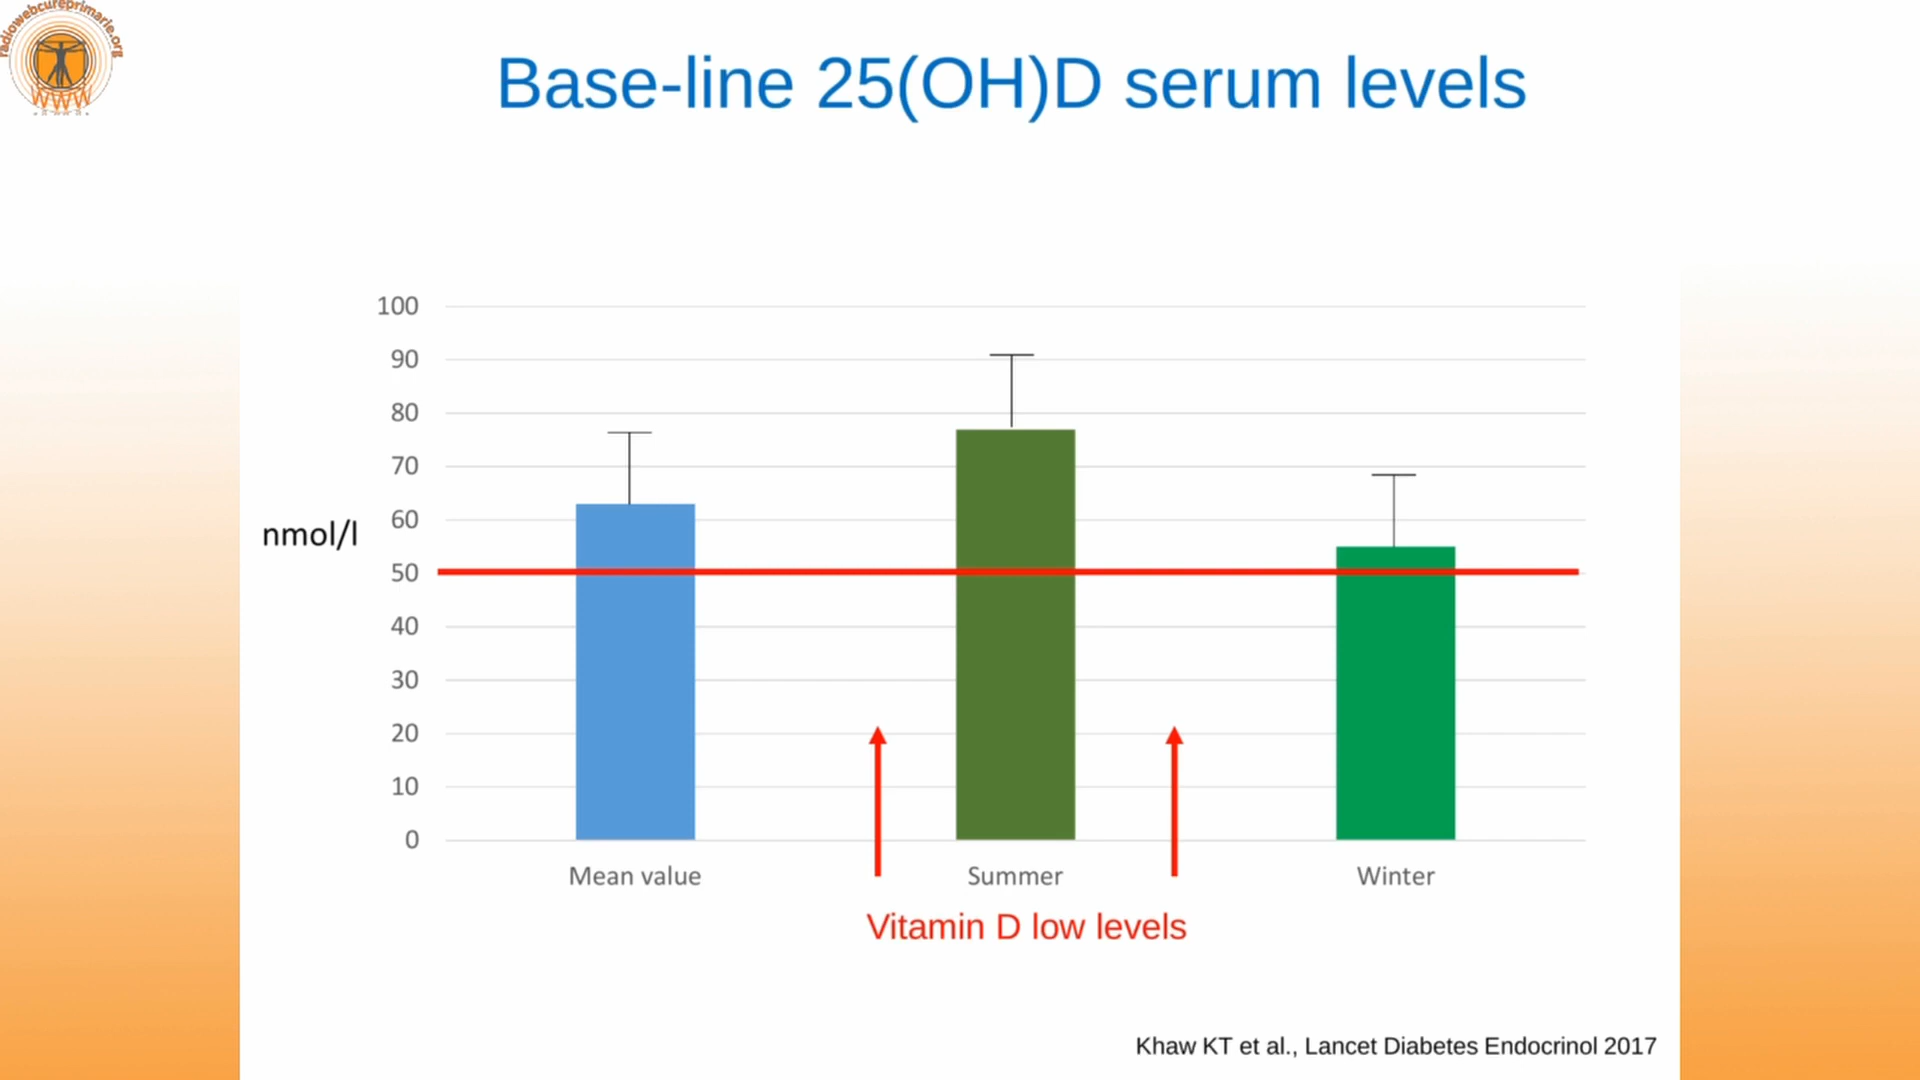 radiowebcureprimarie.org
WWW
Base-line 25(OH)D serum levels
100
90
80
70
nmol/l
60
50
40
30
20
10
0
Mean value
Summer
Winter
Vitamin D low levels
Khaw KT et al., Lancet Diabetes Endocrinol 2017